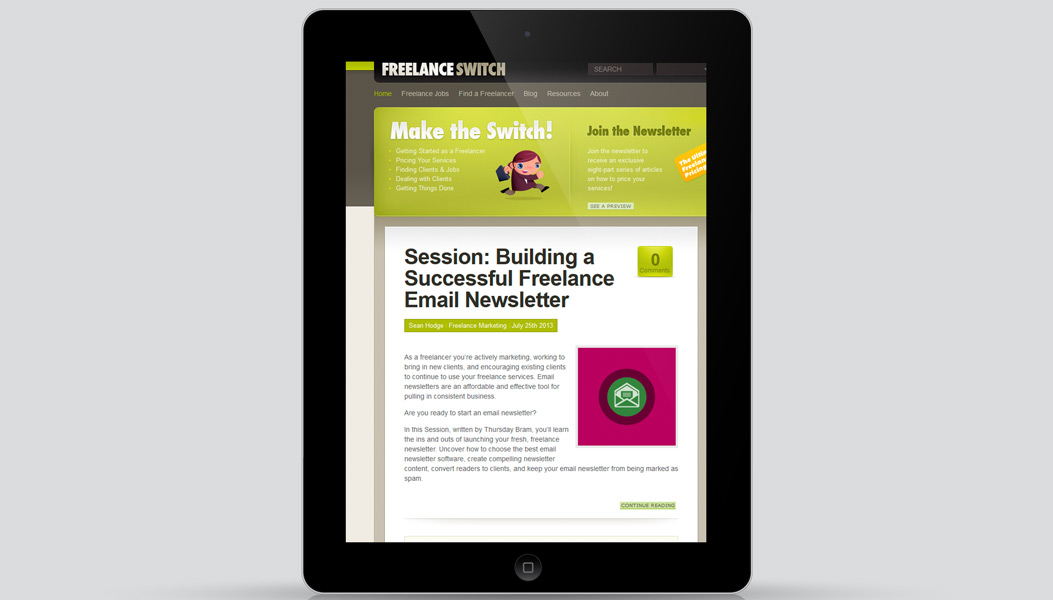 FREELANCE SWITCH
SEARCH
Home Freelance Jobs Find a Freelancer Blog Resources About
Make the Switch!
Getting Started as a Freelancer
Pricing Your Services
Finding Clients & Jobs
Dealing with Clients
Getting Things Done
Join the Newsletter
Join the newsletter to
receive an exclusive
eight-part series of articles
on how to price your
services!
SEE A PREVIEW
The
Pricing
Session: Building a
Successful Freelance
Email Newsletter
0
Comments
Sean Hodge | Freelance Marketing | July 25th 2013
As a freelancer you're actively marketing, working to
bring in new clients, and encouraging existing clients
to continue to use your freelance services. Email
newsletters are an affordable and effective tool for
pulling in consistent business.
Are you ready to start an email newsletter?
In this Session, written by Thursday Bram, you'll learn
the ins and outs of launching your fresh, freelance
newsletter. Uncover how to choose the best email
newsletter software, create compelling newsletter
content, convert readers to clients, and keep your email newsletter from being marked as
spam.
CONTINUE READING